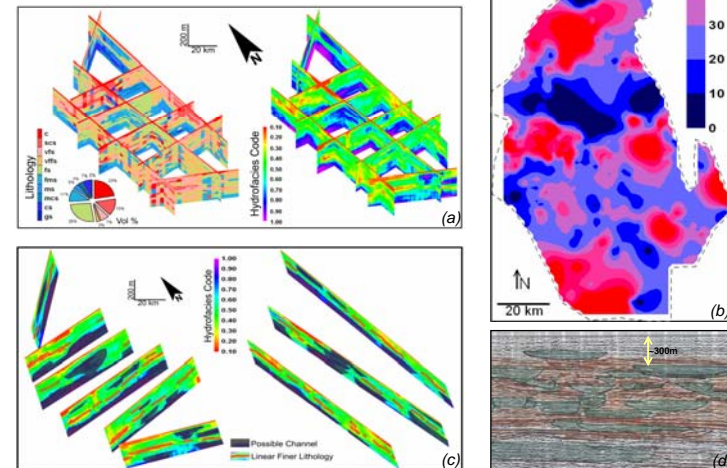 200 m
20 km
N
Lithology
c
scs
vfs
vffs
fs
fms
ms
mcs
cs
gs
Vol %
Hydrofacies Code
0.10
0.20
0.30
0.40
0.50
0.60
0.70
0.80
0.90
1.00
(a)
30
20
10
0
N
20 km
(b)
200 m
20 km
N
Hydrofacies Code
1.00
0.90
0.80
0.70
0.60
0.50
0.40
0.30
0.20
0.10
Possible Channel
Linear Finer Lithology
(c)
~300m
(d)